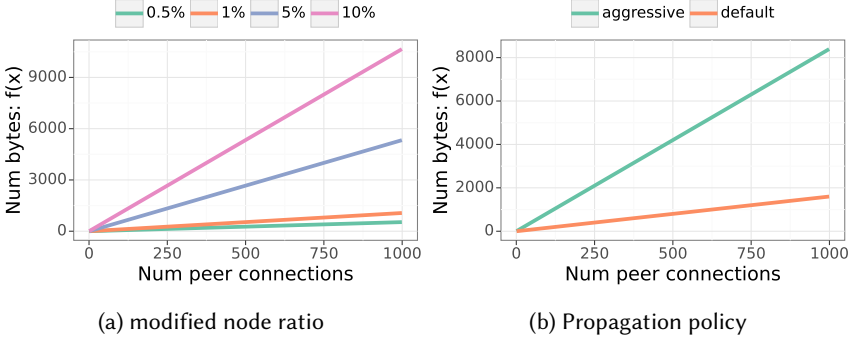 0.5% 1% 5% 10%
Num bytes: f(x)
9000
6000
3000
0
0 250 500 750 1000
Num peer connections
(a) modified node ratio
aggressive default
Num bytes: f(x)
8000
6000
4000
2000
0
0 250 500 750 1000
Num peer connections
(b) Propagation policy